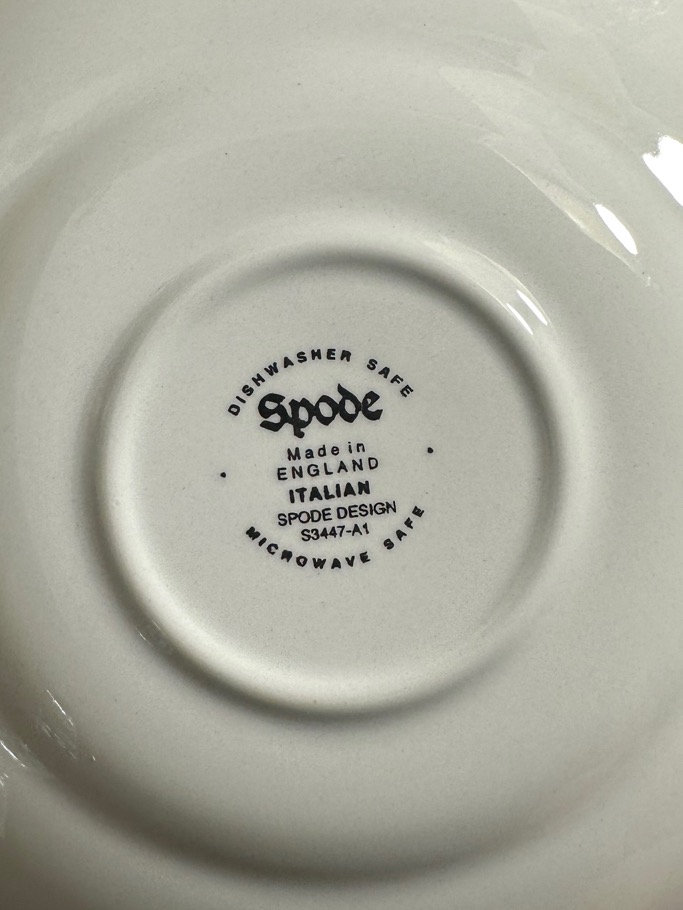 DISHWASHER SAFE
Spode
Made in
ENGLAND
ITALIAN
SPODE DESIGN
S3447-A1
MICROWAVE SAFE